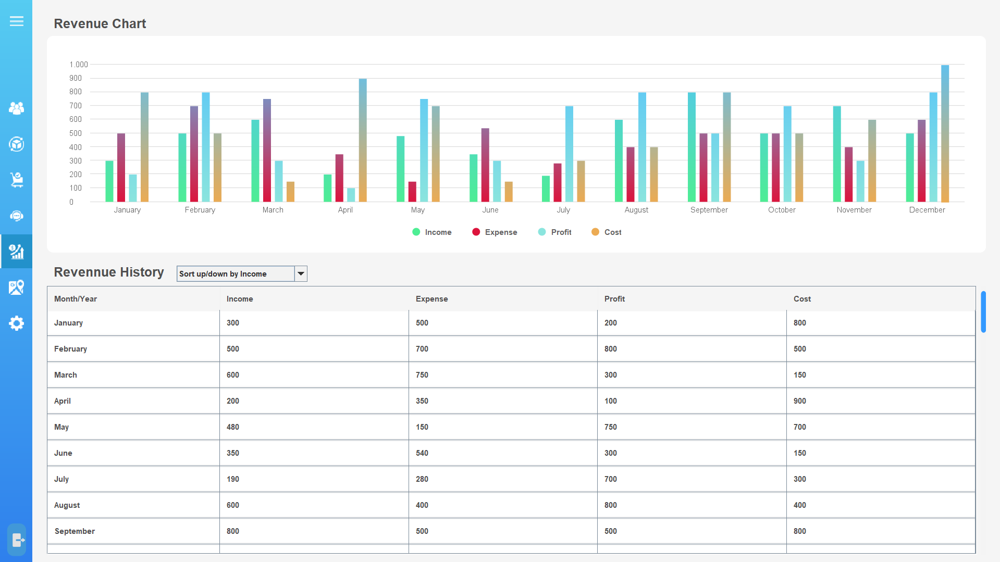 Revenue Chart
1.000
900
800
700
600
500
400
300
200
100
0
January February March April May June July August September October November December
Income Expense Profit Cost
Revennue History Sort up/down by Income
Month/Year Income Expense Profit Cost
January 300 500 200 800
February 500 700 800 500
March 600 750 300 150
April 200 350 100 900
May 480 150 750 700
June 350 540 300 150
July 190 280 700 300
August 600 400 800 400
September 800 500 500 800